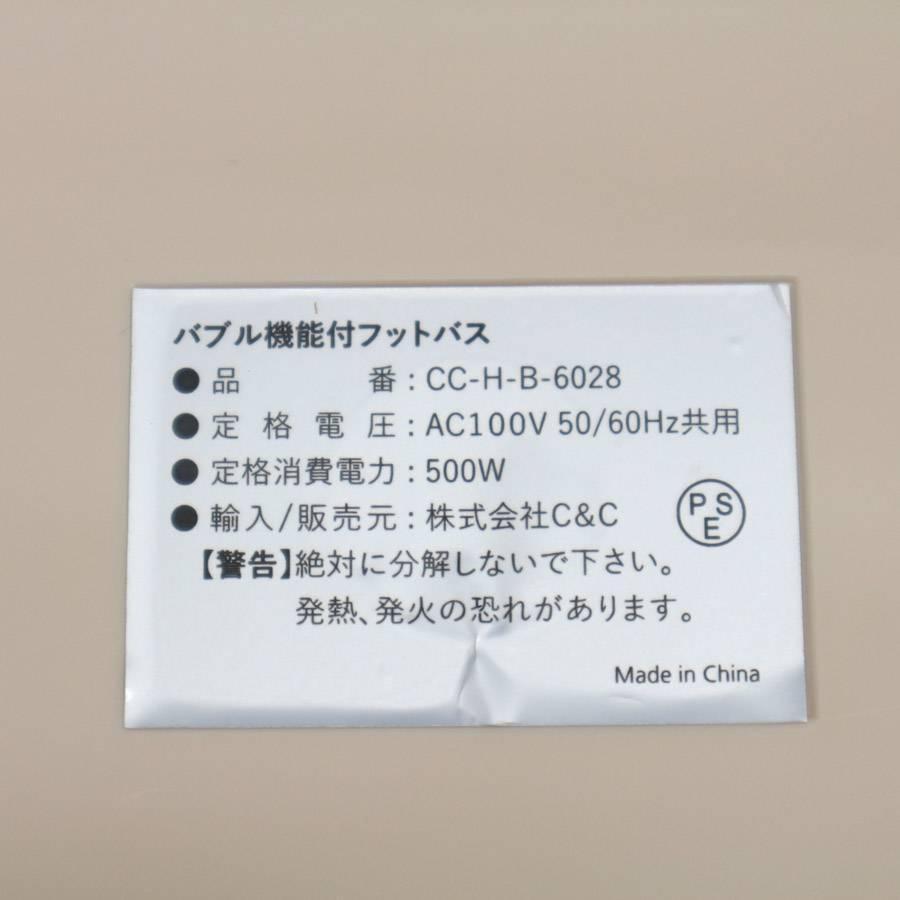 バブル機能付フットバス
●品　　　番：CC-H-B-6028
●定格電圧：AC100V 50/60Hz共用
●定格消費電力：500W
●輸入/販売元：株式会社C&C
PSE
【警告】絶対に分解しないで下さい。
発熱、発火の恐れがあります。
Made in China